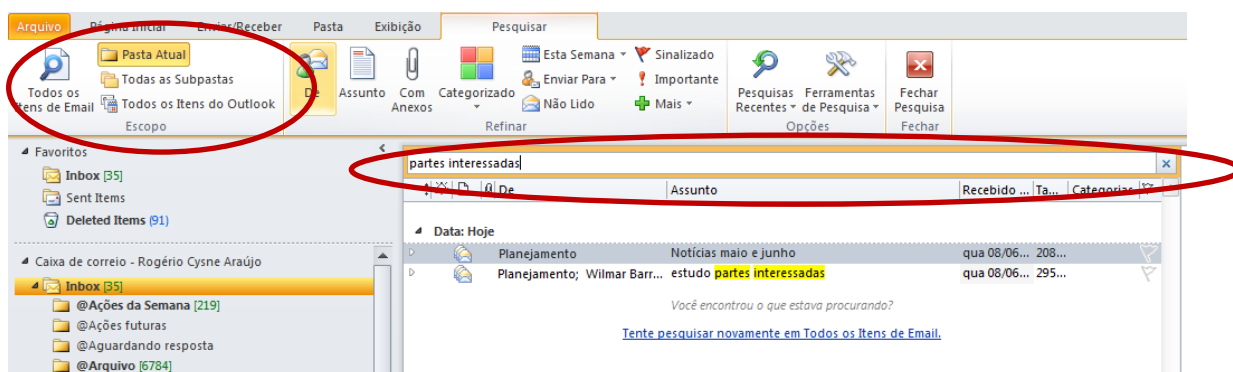 Arquivo Página Inicial Enviar/Receber Pasta Exibição Pesquisar
Todos os Itens de Email
Pasta Atual
Todas as Subpastas
Todos os Itens do Outlook
Escopo
De
Assunto
Com Anexos
Categorizado
Esta Semana
Enviar Para
Não Lido
Sinalizado
Importante
Mais
Refinar
Pesquisas Recentes
Ferramentas de Pesquisa
Opções
Fechar Pesquisa
Fechar
Favoritos
Inbox [35]
Sent Items
Deleted Items (91)
Caixa de correio - Rogério Cysne Araújo
Inbox [35]
@Ações da Semana [219]
@Ações futuras
@Aguardando resposta
@Arquivo [6784]
partes interessadas
De Assunto Recebido ... Ta... Categorias
Data: Hoje
Planejamento Notícias maio e junho qua 08/06... 208...
Planejamento; Wilmar Barr... estudo partes interessadas qua 08/06... 295...
Você encontrou o que estava procurando?
Tente pesquisar novamente em Todos os Itens de Email.